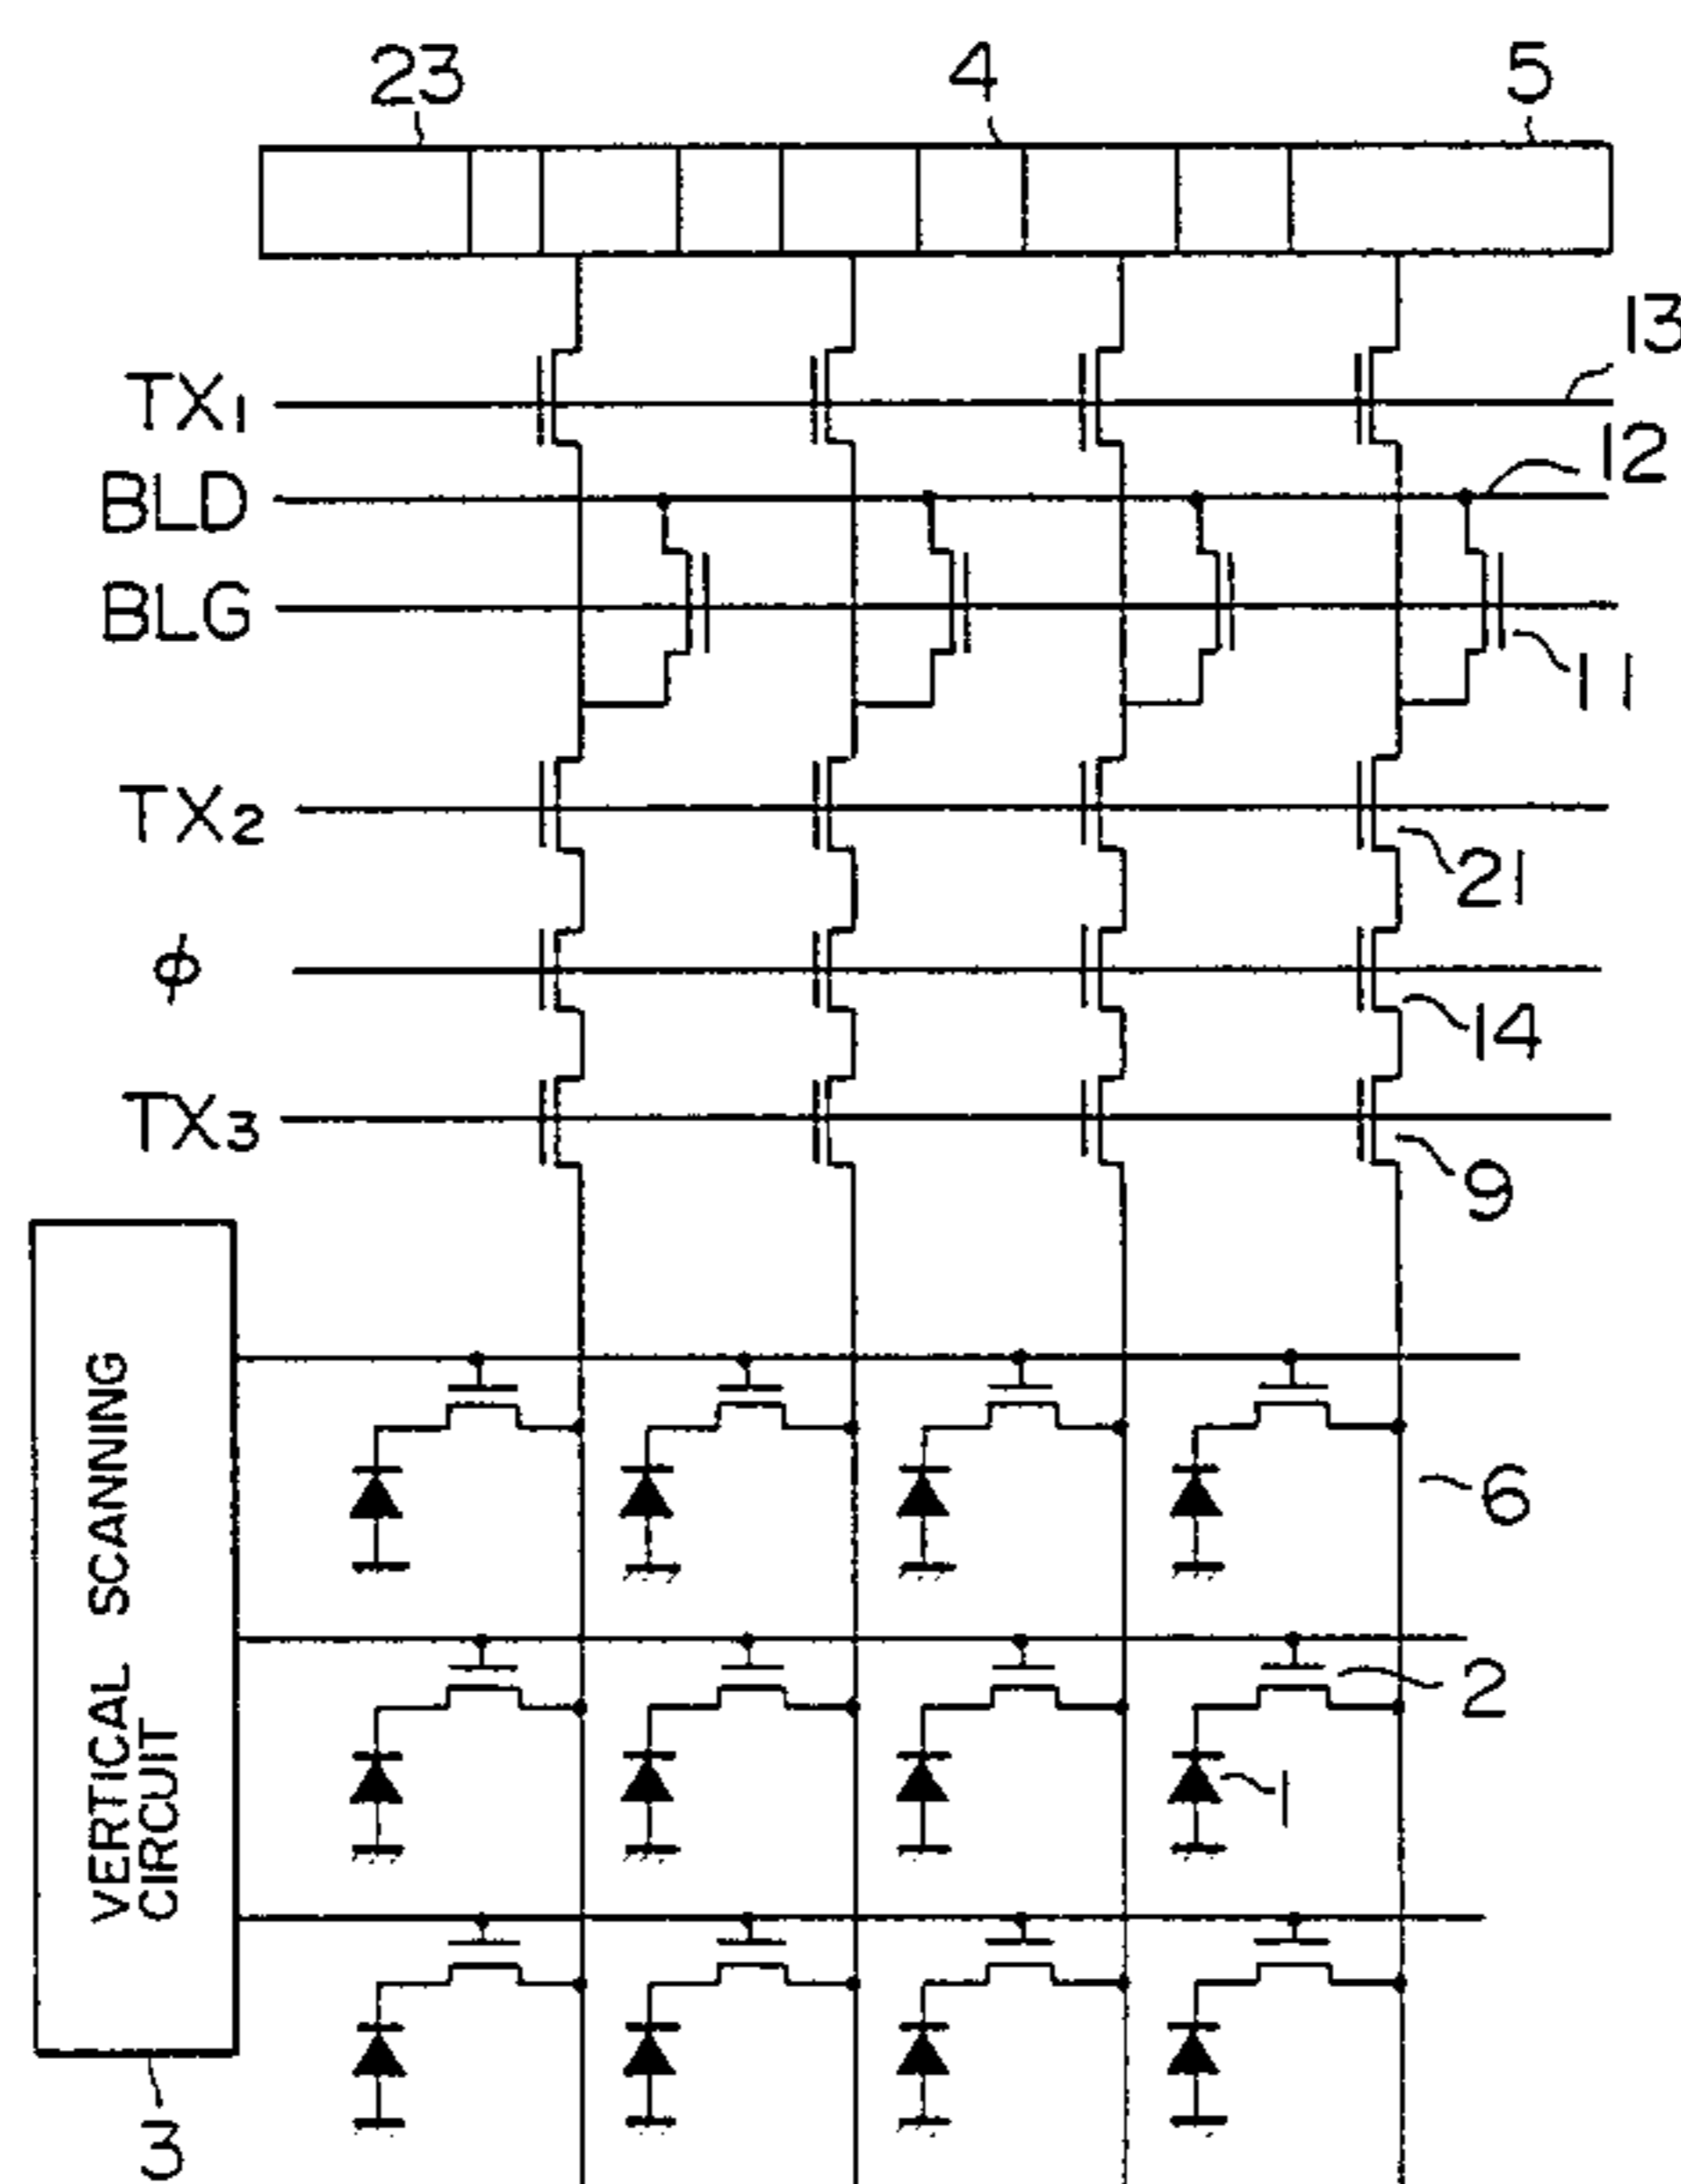 23 4 5
TX1 13
BLD 12
BLG
11
TX2
21
φ
14
TX3
9
6
2
1
VERTICAL SCANNING
CIRCUIT
3